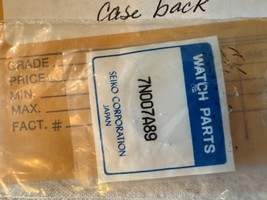 case back
GRADE
PRICE
MIN.
MAX.
FACT. #
WATCH PARTS
7N007A89
SEIKO CORPORATION
JAPAN